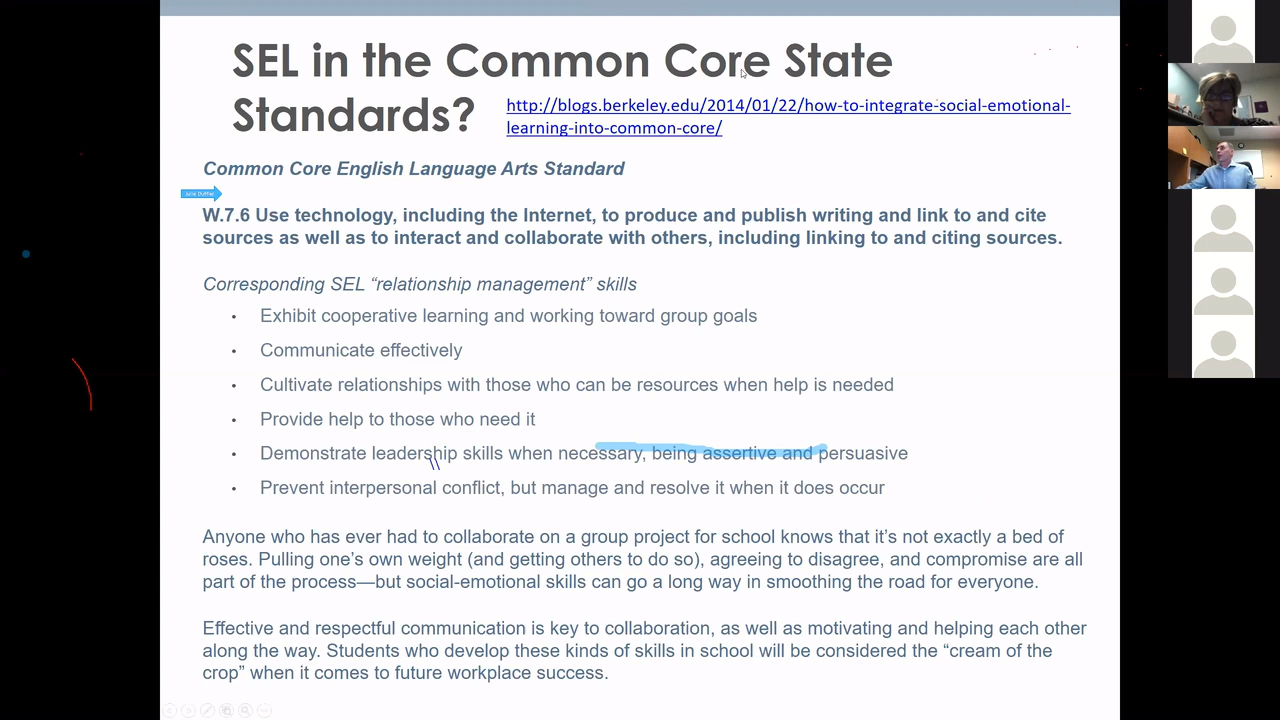 SEL in the Common Core State
Standards?
http://blogs.berkeley.edu/2014/01/22/how-to-integrate-social-emotional-
learning-into-common-core/
Common Core English Language Arts Standard
W.7.6 Use technology, including the Internet, to produce and publish writing and link to and cite
sources as well as to interact and collaborate with others, including linking to and citing sources.
Corresponding SEL “relationship management” skills
• Exhibit cooperative learning and working toward group goals
• Communicate effectively
• Cultivate relationships with those who can be resources when help is needed
• Provide help to those who need it
• Demonstrate leadership skills when necessary, being assertive and persuasive
• Prevent interpersonal conflict, but manage and resolve it when it does occur
Anyone who has ever had to collaborate on a group project for school knows that it’s not exactly a bed of
roses. Pulling one’s own weight (and getting others to do so), agreeing to disagree, and compromise are all
part of the process—but social-emotional skills can go a long way in smoothing the road for everyone.
Effective and respectful communication is key to collaboration, as well as motivating and helping each other
along the way. Students who develop these kinds of skills in school will be considered the “cream of the
crop” when it comes to future workplace success.